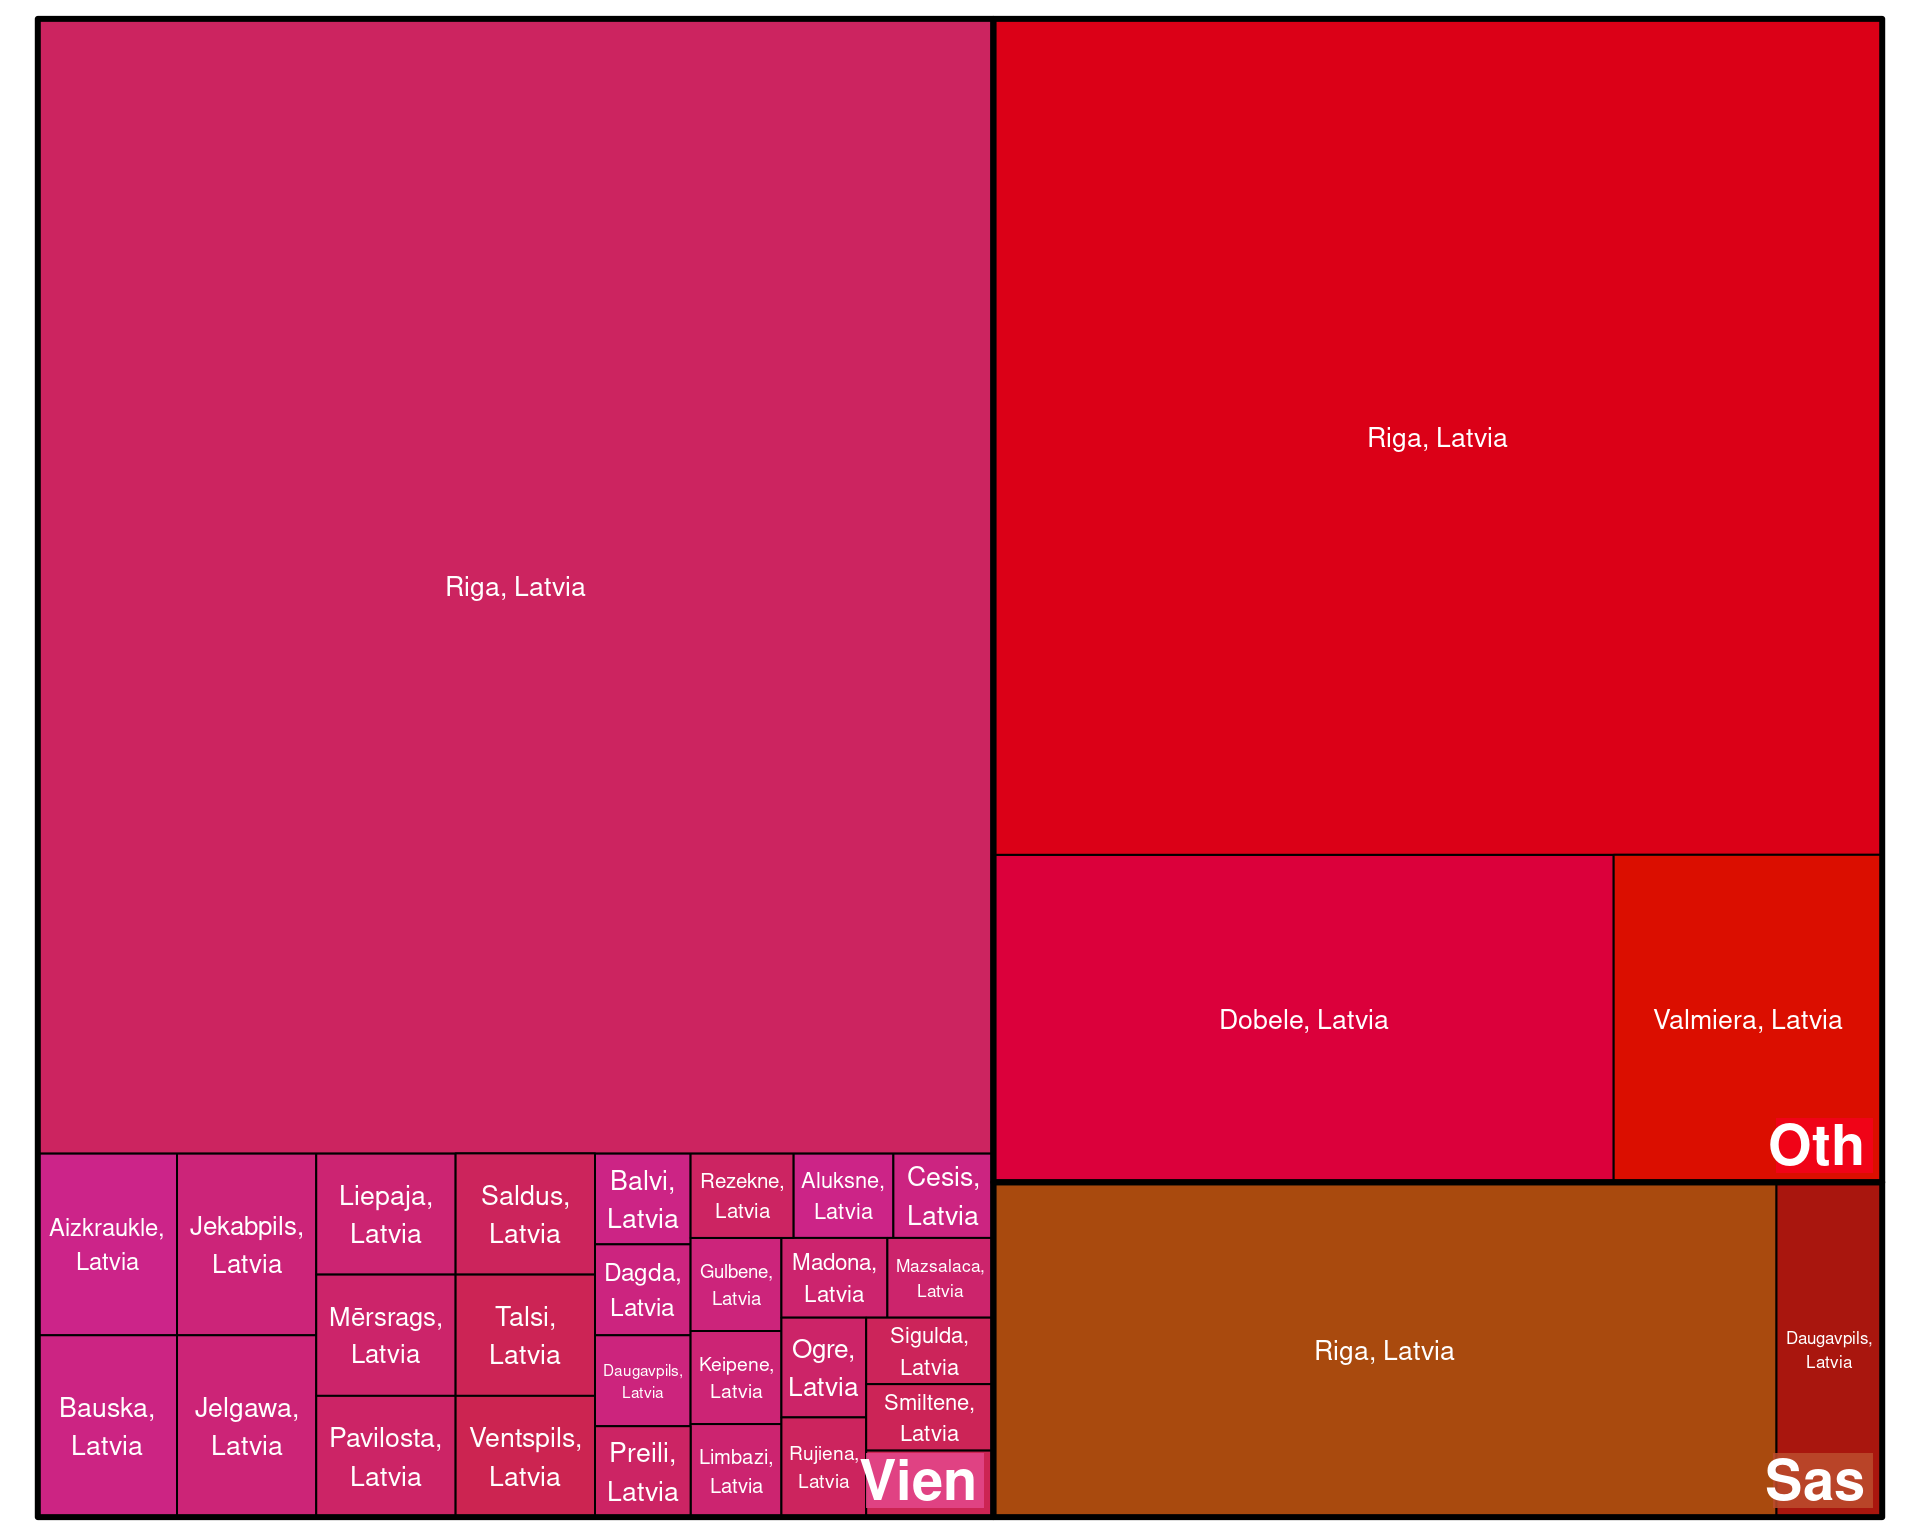 Riga, Latvia
Aizkraukle,
Latvia
Bauska,
Latvia
Jekabpils,
Latvia
Jelgawa,
Latvia
Liepaja,
Latvia
Mērsrags,
Latvia
Pavilosta,
Latvia
Saldus,
Latvia
Talsi,
Latvia
Ventspils,
Latvia
Balvi,
Latvia
Dagda,
Latvia
Daugavpils,
Latvia
Preili,
Latvia
Rezekne,
Latvia
Aluksne,
Latvia
Cesis,
Latvia
Gulbene,
Latvia
Keipene,
Latvia
Limbazi,
Latvia
Madona,
Latvia
Mazsalaca,
Latvia
Ogre,
Latvia
Rujiena,
Latvia
Sigulda,
Latvia
Smiltene,
Latvia
Vien
Riga, Latvia
Dobele, Latvia
Valmiera, Latvia
Oth
Riga, Latvia
Daugavpils,
Latvia
Sas